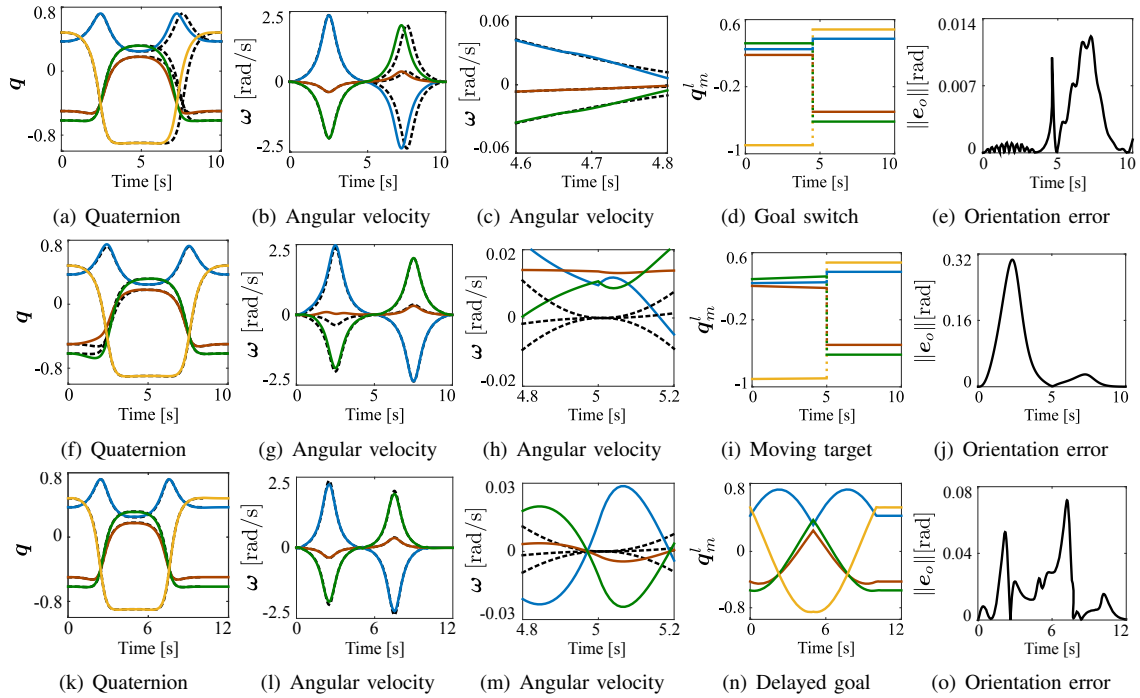 0.8
0
-0.8
q
0 5 10
Time [s]
(a) Quaternion
2.5
0
-2.5
ω [rad/s]
0 5 10
Time [s]
(b) Angular velocity
0.06
0
-0.06
ω [rad/s]
4.6 4.7 4.8
Time [s]
(c) Angular velocity
0.6
-0.2
-1
q_m^l
0 5 10
Time [s]
(d) Goal switch
0.014
0.007
0
||e_o||[rad]
0 5 10
Time [s]
(e) Orientation error
0.8
0
-0.8
q
0 5 10
Time [s]
(f) Quaternion
2.5
0
-2.5
ω [rad/s]
0 5 10
Time [s]
(g) Angular velocity
0.02
0
-0.02
ω [rad/s]
4.8 5 5.2
Time [s]
(h) Angular velocity
0.6
-0.2
-1
q_m^l
0 5 10
Time [s]
(i) Moving target
0.32
0.16
0
||e_o||[rad]
0 5 10
Time [s]
(j) Orientation error
0.8
0
-0.8
q
0 6 12
Time [s]
(k) Quaternion
2.5
0
-2.5
ω [rad/s]
0 6 12
Time [s]
(l) Angular velocity
0.03
0
-0.03
ω [rad/s]
4.8 5 5.2
Time [s]
(m) Angular velocity
0.8
0
-0.8
q_m^l
0 6 12
Time [s]
(n) Delayed goal
0.08
0.04
0
||e_o||[rad]
0 6 12
Time [s]
(o) Orientation error